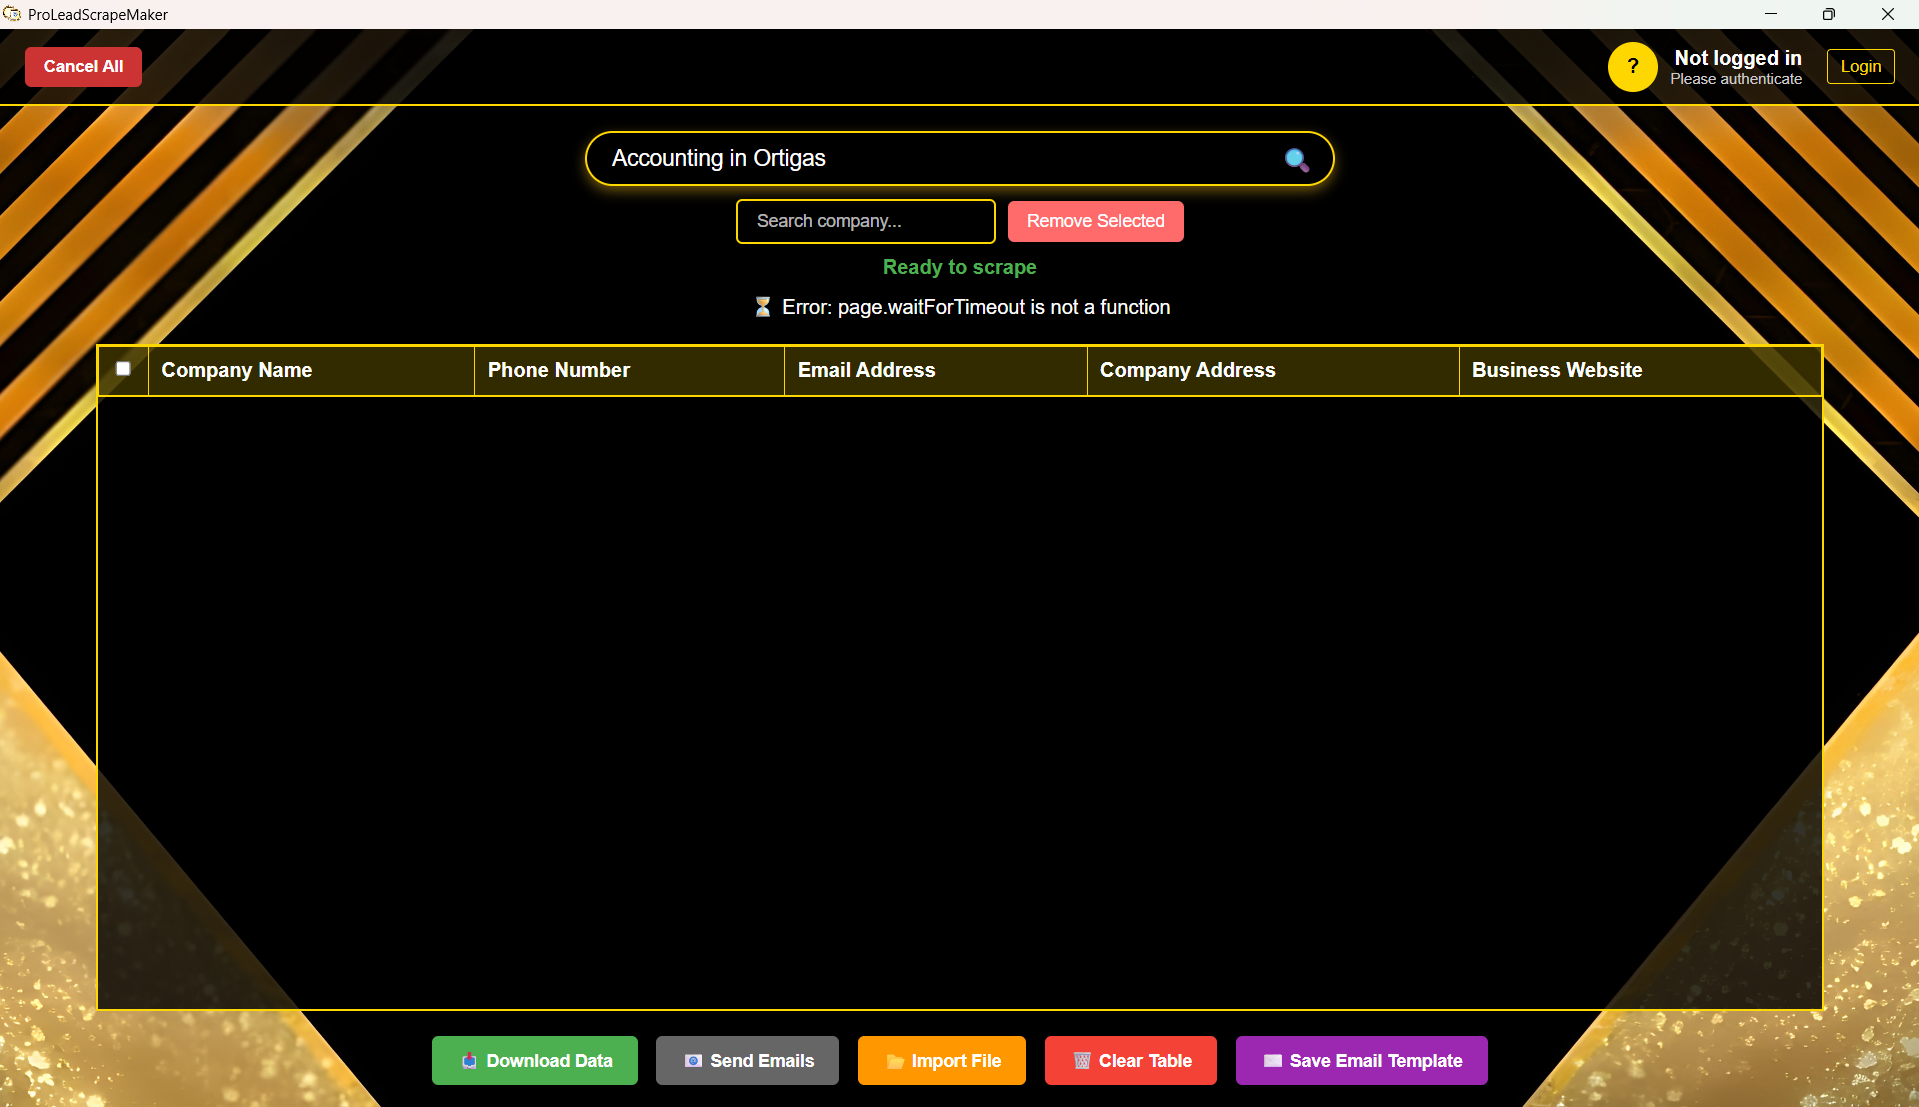 ProLeadScrapeMaker
Cancel All
?
Not logged in
Please authenticate
Login
Accounting in Ortigas
Search company...
Remove Selected
Ready to scrape
Error: page.waitForTimeout is not a function
Company Name
Phone Number
Email Address
Company Address
Business Website
Download Data
Send Emails
Import File
Clear Table
Save Email Template